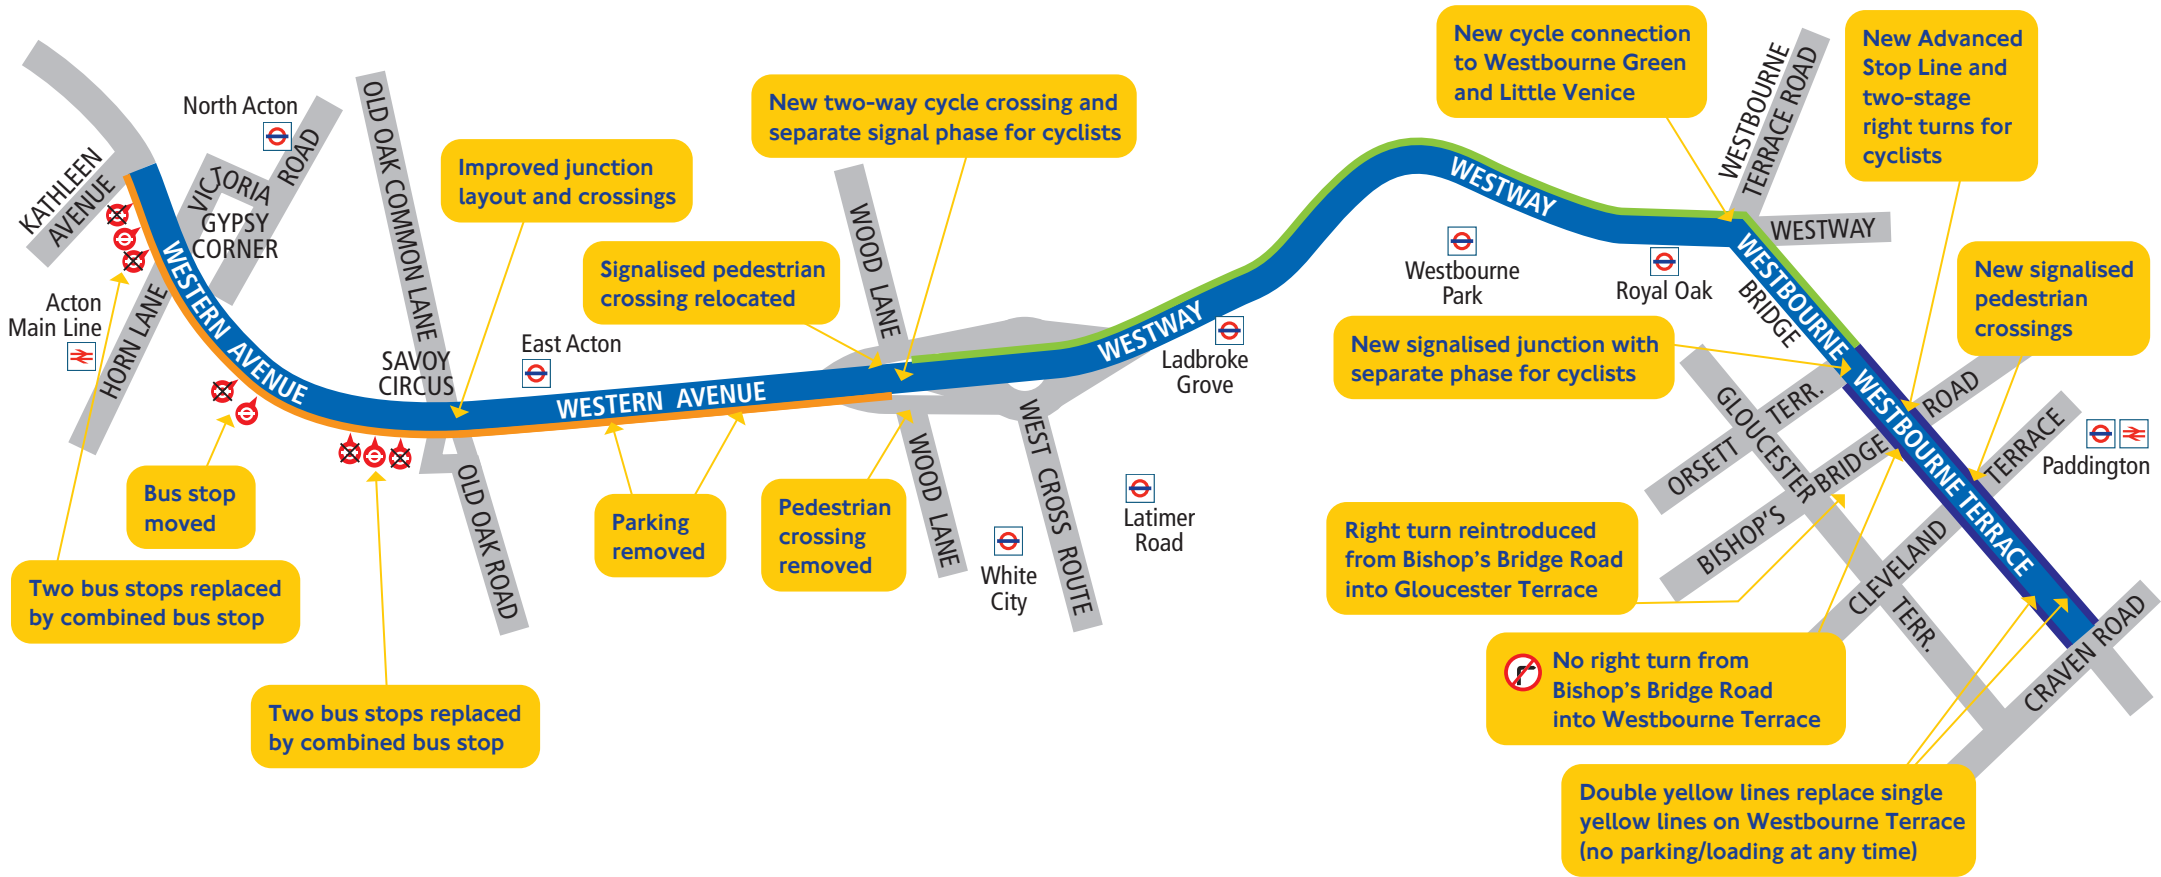 North Acton
KATHLEEN
AVENUE
VICTORIA
ROAD
GYPSY
CORNER
Acton
Main Line
HORN LANE
WESTERN AVENUE
OLD OAK COMMON LANE
SAVOY
CIRCUS
East Acton
OLD OAK ROAD
WESTERN AVENUE
Improved junction
layout and crossings
Bus stop
moved
Two bus stops replaced
by combined bus stop
Two bus stops replaced
by combined bus stop
Parking
removed
New two-way cycle crossing and
separate signal phase for cyclists
Signalised pedestrian
crossing relocated
WOOD LANE
Pedestrian
crossing
removed
WOOD LANE
White
City
WEST CROSS ROUTE
Latimer
Road
WESTWAY
Ladbroke
Grove
WESTWAY
Westbourne
Park
Royal Oak
New cycle connection
to Westbourne Green
and Little Venice
WESTBOURNE
TERRACE ROAD
WESTWAY
New Advanced
Stop Line and
two-stage
right turns for
cyclists
WESTBOURNE
BRIDGE
New signalised
pedestrian
crossings
New signalised junction with
separate phase for cyclists
GLOUCESTER
TERR.
ORSETT TERR.
BISHOP'S BRIDGE ROAD
WESTBOURNE TERRACE
CLEVELAND TERRACE
Paddington
CRAVEN ROAD
Right turn reintroduced
from Bishop's Bridge Road
into Gloucester Terrace
No right turn from
Bishop's Bridge Road
into Westbourne Terrace
Double yellow lines replace single
yellow lines on Westbourne Terrace
(no parking/loading at any time)